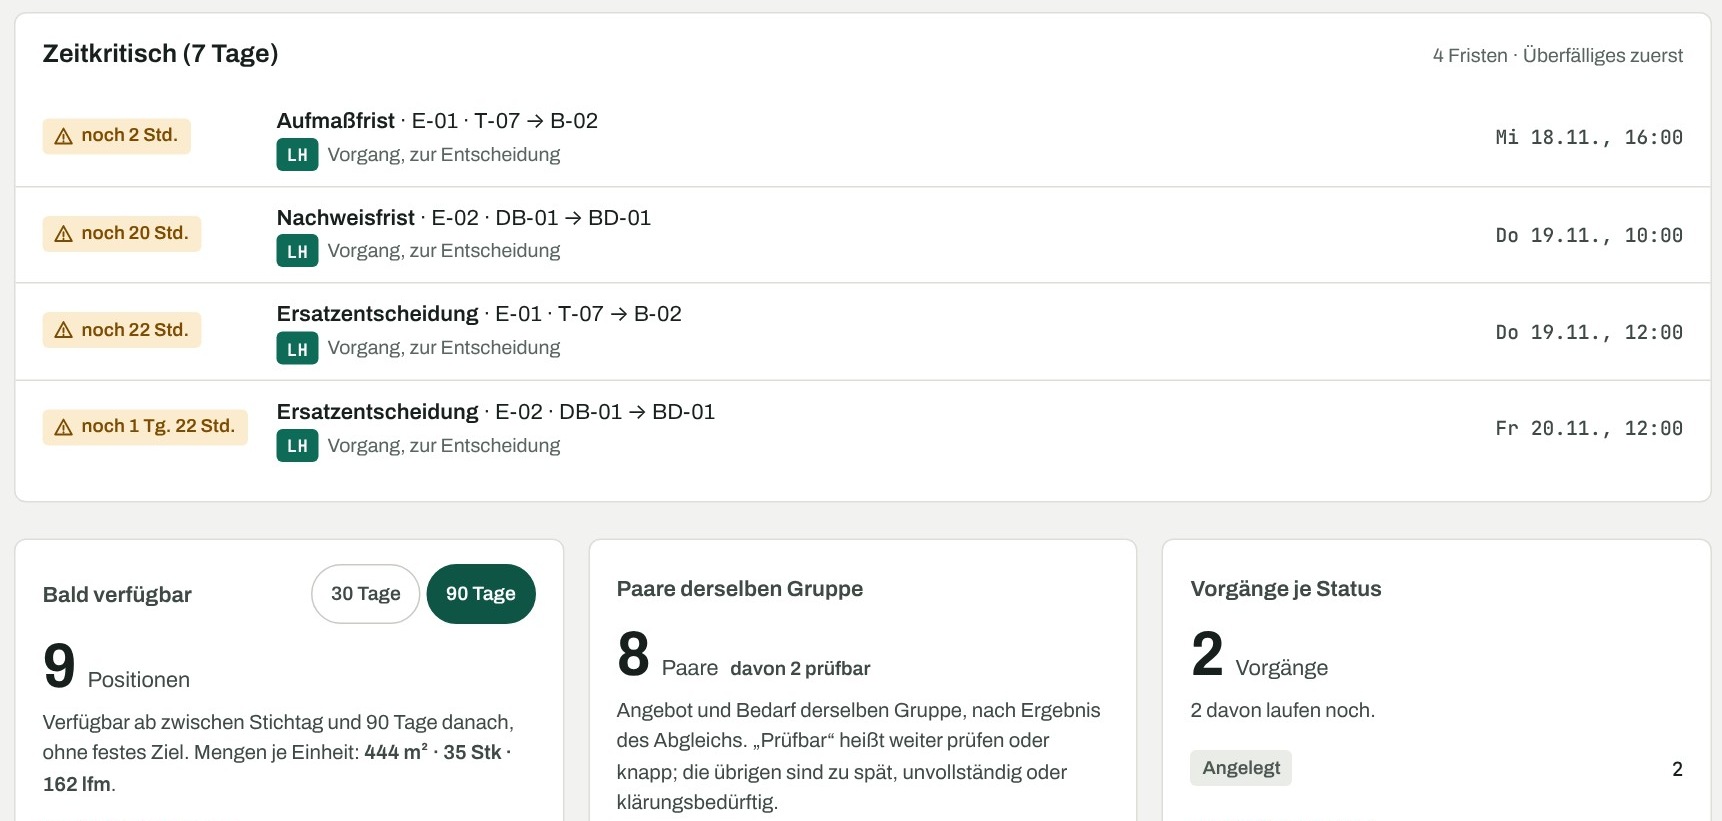 Zeitkritisch (7 Tage)
4 Fristen · Überfälliges zuerst
noch 2 Std.
Aufmaßfrist · E-01 · T-07 → B-02
LH Vorgang, zur Entscheidung
Mi 18.11., 16:00
noch 20 Std.
Nachweisfrist · E-02 · DB-01 → BD-01
LH Vorgang, zur Entscheidung
Do 19.11., 10:00
noch 22 Std.
Ersatzentscheidung · E-01 · T-07 → B-02
LH Vorgang, zur Entscheidung
Do 19.11., 12:00
noch 1 Tg. 22 Std.
Ersatzentscheidung · E-02 · DB-01 → BD-01
LH Vorgang, zur Entscheidung
Fr 20.11., 12:00
Bald verfügbar
30 Tage
90 Tage
9 Positionen
Verfügbar ab zwischen Stichtag und 90 Tage danach,
ohne festes Ziel. Mengen je Einheit: 444 m² · 35 Stk ·
162 lfm.
Paare derselben Gruppe
8 Paare davon 2 prüfbar
Angebot und Bedarf derselben Gruppe, nach Ergebnis
des Abgleichs. „Prüfbar“ heißt weiter prüfen oder
knapp; die übrigen sind zu spät, unvollständig oder
klärungsbedürftig.
Vorgänge je Status
2 Vorgänge
2 davon laufen noch.
Angelegt 2